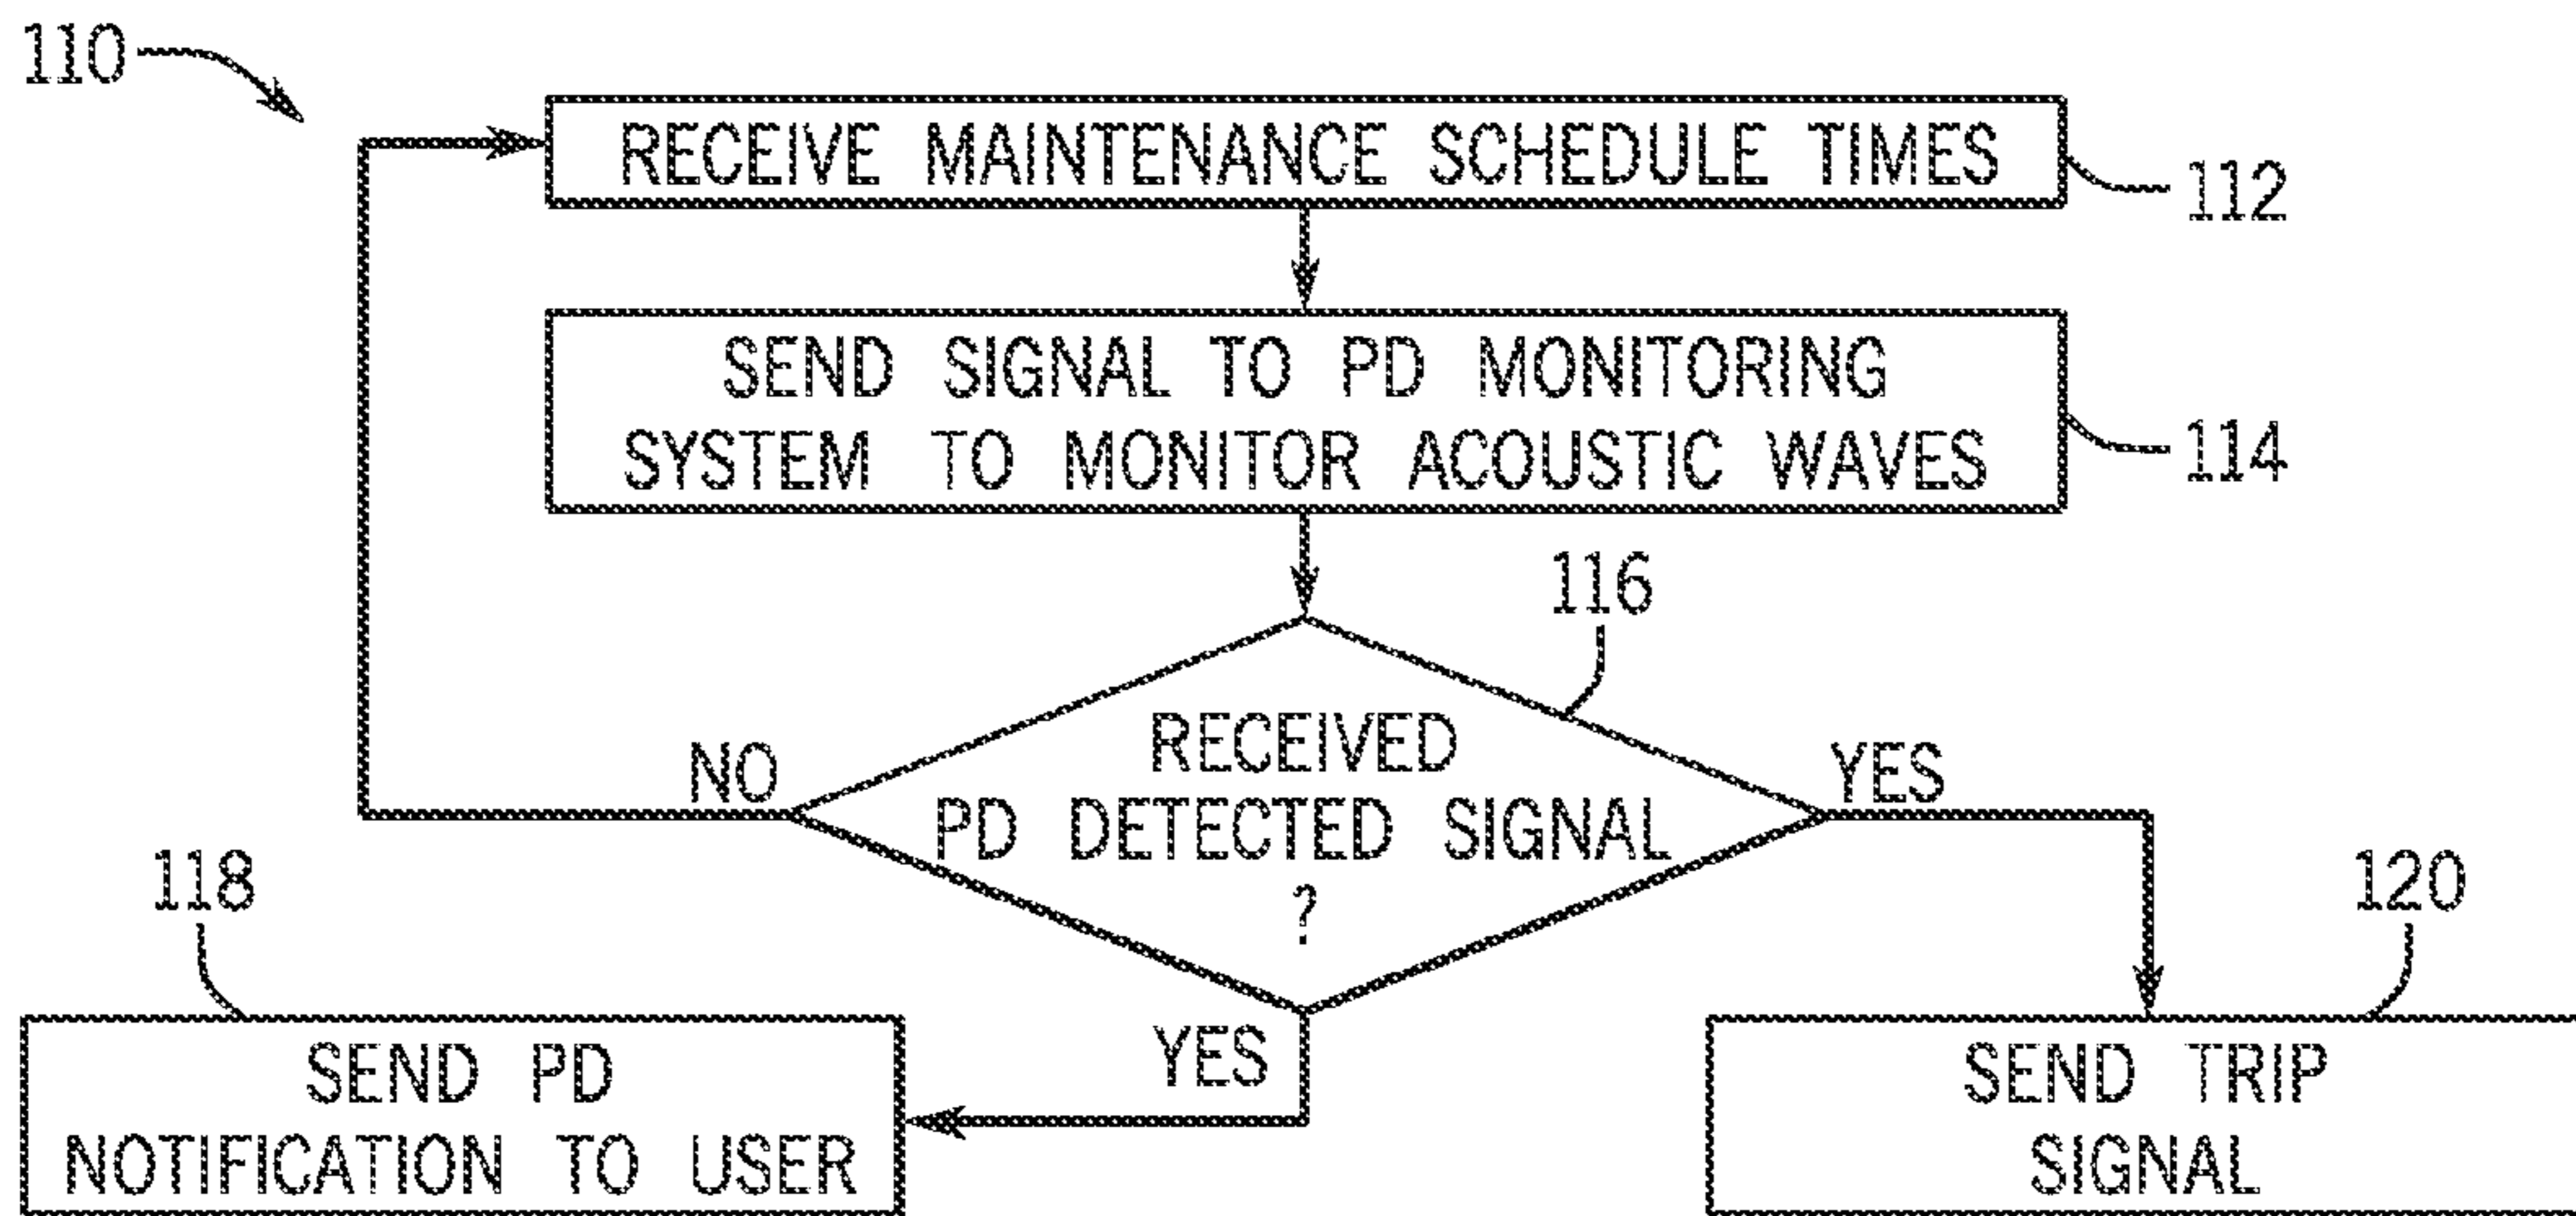 110
RECEIVE MAINTENANCE SCHEDULE TIMES
112
SEND SIGNAL TO PD MONITORING
SYSTEM TO MONITOR ACOUSTIC WAVES
114
116
RECEIVED
PD DETECTED SIGNAL
?
NO
YES
118
120
YES
SEND PD
NOTIFICATION TO USER
SEND TRIP
SIGNAL